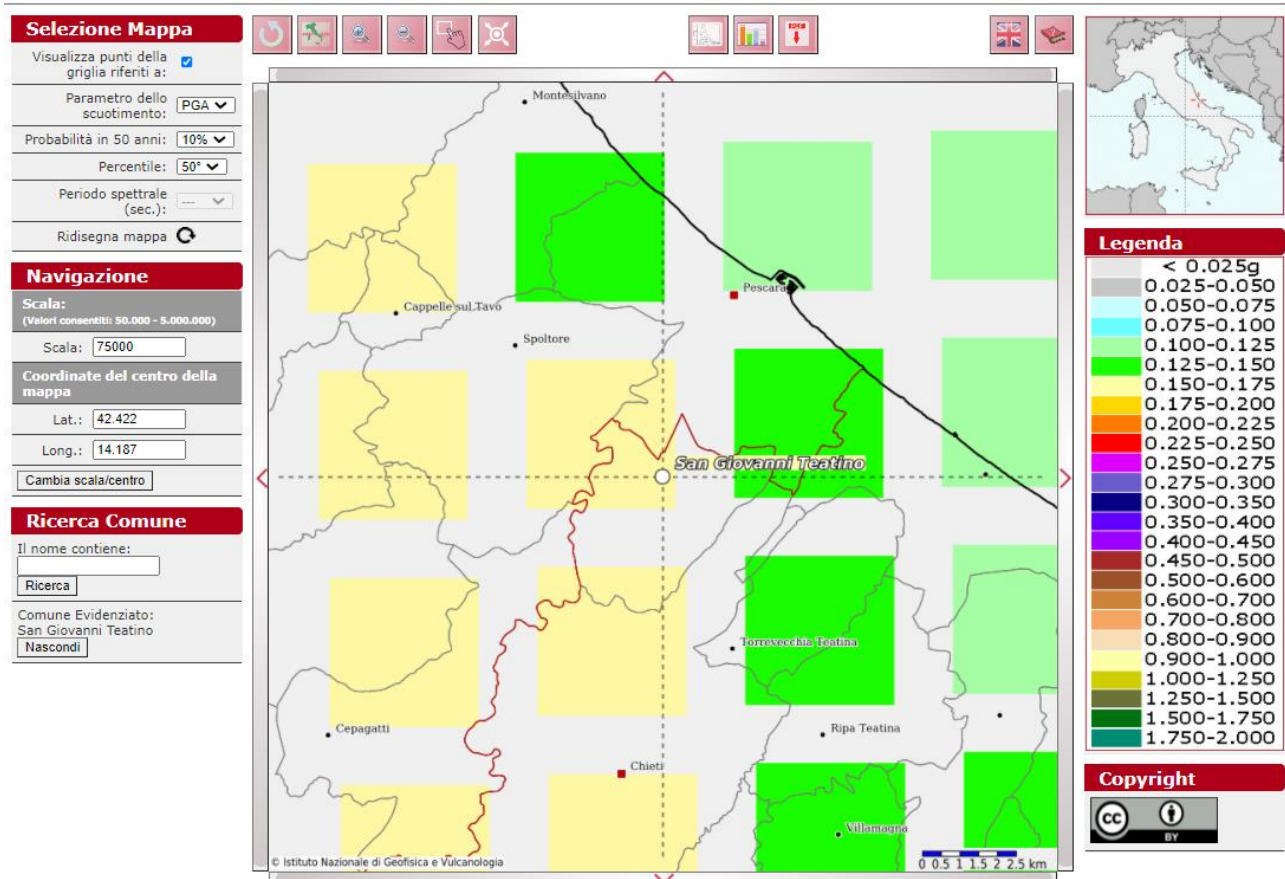 Selezione Mappa
Visualizza punti della
griglia riferiti a:
Parametro dello
scuotimento: PGA
Probabilità in 50 anni: 10%
Percentile: 50°
Periodo spettrale
(sec.): ---
Ridisegna mappa
Navigazione
Scala:
(Valori consentiti: 50.000 - 5.000.000)
Scala: 75000
Coordinate del centro della
mappa
Lat.: 42.422
Long.: 14.187
Cambia scala/centro
Ricerca Comune
Il nome contiene:
Ricerca
Comune Evidenziato:
San Giovanni Teatino
Nascondi
Montesilvano
Pescara
Cappelle sul Tavo
Spoltore
San Giovanni Teatino
Torrevecchia Teatina
Cepagatti
Ripa Teatina
Chieti
Villamagna
© Istituto Nazionale di Geofisica e Vulcanologia
0 0.5 1 1.5 2 2.5 km
Legenda
< 0.025g
0.025-0.050
0.050-0.075
0.075-0.100
0.100-0.125
0.125-0.150
0.150-0.175
0.175-0.200
0.200-0.225
0.225-0.250
0.250-0.275
0.275-0.300
0.300-0.350
0.350-0.400
0.400-0.450
0.450-0.500
0.500-0.600
0.600-0.700
0.700-0.800
0.800-0.900
0.900-1.000
1.000-1.250
1.250-1.500
1.500-1.750
1.750-2.000
Copyright
cc
BY